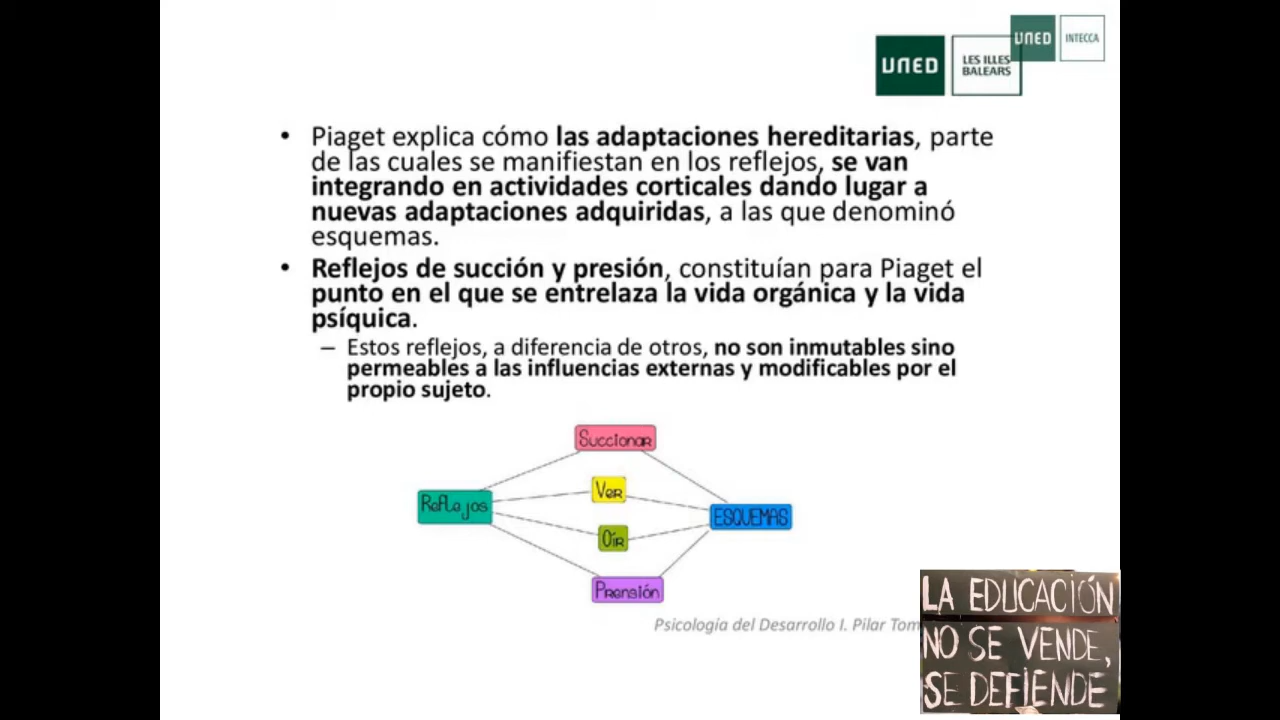 UNED
INTECCA
UNED
LES ILLES
BALEARS
• Piaget explica cómo las adaptaciones hereditarias, parte
de las cuales se manifiestan en los reflejos, se van
integrando en actividades corticales dando lugar a
nuevas adaptaciones adquiridas, a las que denominó
esquemas.
• Reflejos de succión y presión, constituían para Piaget el
punto en el que se entrelaza la vida orgánica y la vida
psíquica.
– Estos reflejos, a diferencia de otros, no son inmutables sino
permeables a las influencias externas y modificables por el
propio sujeto.
Succionar
Ver
Reflejos
ESQUEMAS
Oír
Prensión
Psicología del Desarrollo I. Pilar Tom
LA EDUCACIÓN
NO SE VENDE,
SE DEFIENDE